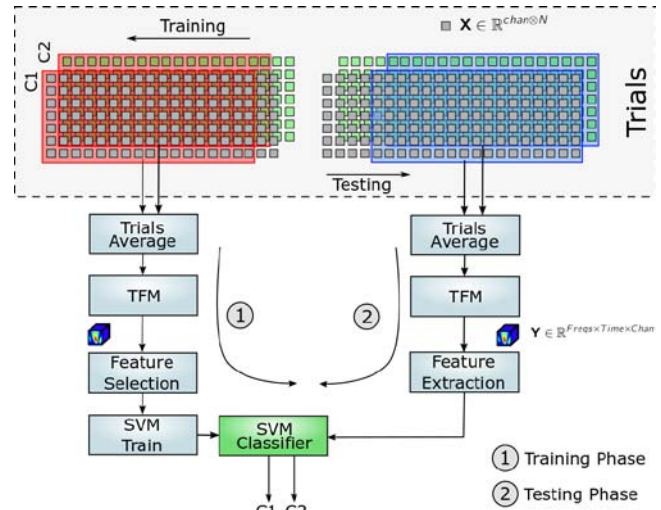 Training
X ∈ ℝ^{chan⊗N}
C1
C2
Trials
Testing
Trials
Average
Trials
Average
TFM
TFM
1
2
Y ∈ ℝ^{Freqs×Time×Chan}
Feature
Selection
Feature
Extraction
SVM
Train
SVM
Classifier
1 Training Phase
2 Testing Phase
C1 C2